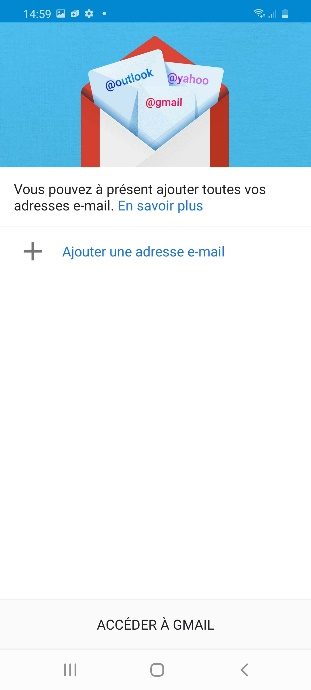 14:59
@outlook
@yahoo
@gmail
Vous pouvez à présent ajouter toutes vos
adresses e-mail. En savoir plus
Ajouter une adresse e-mail
ACCÉDER À GMAIL